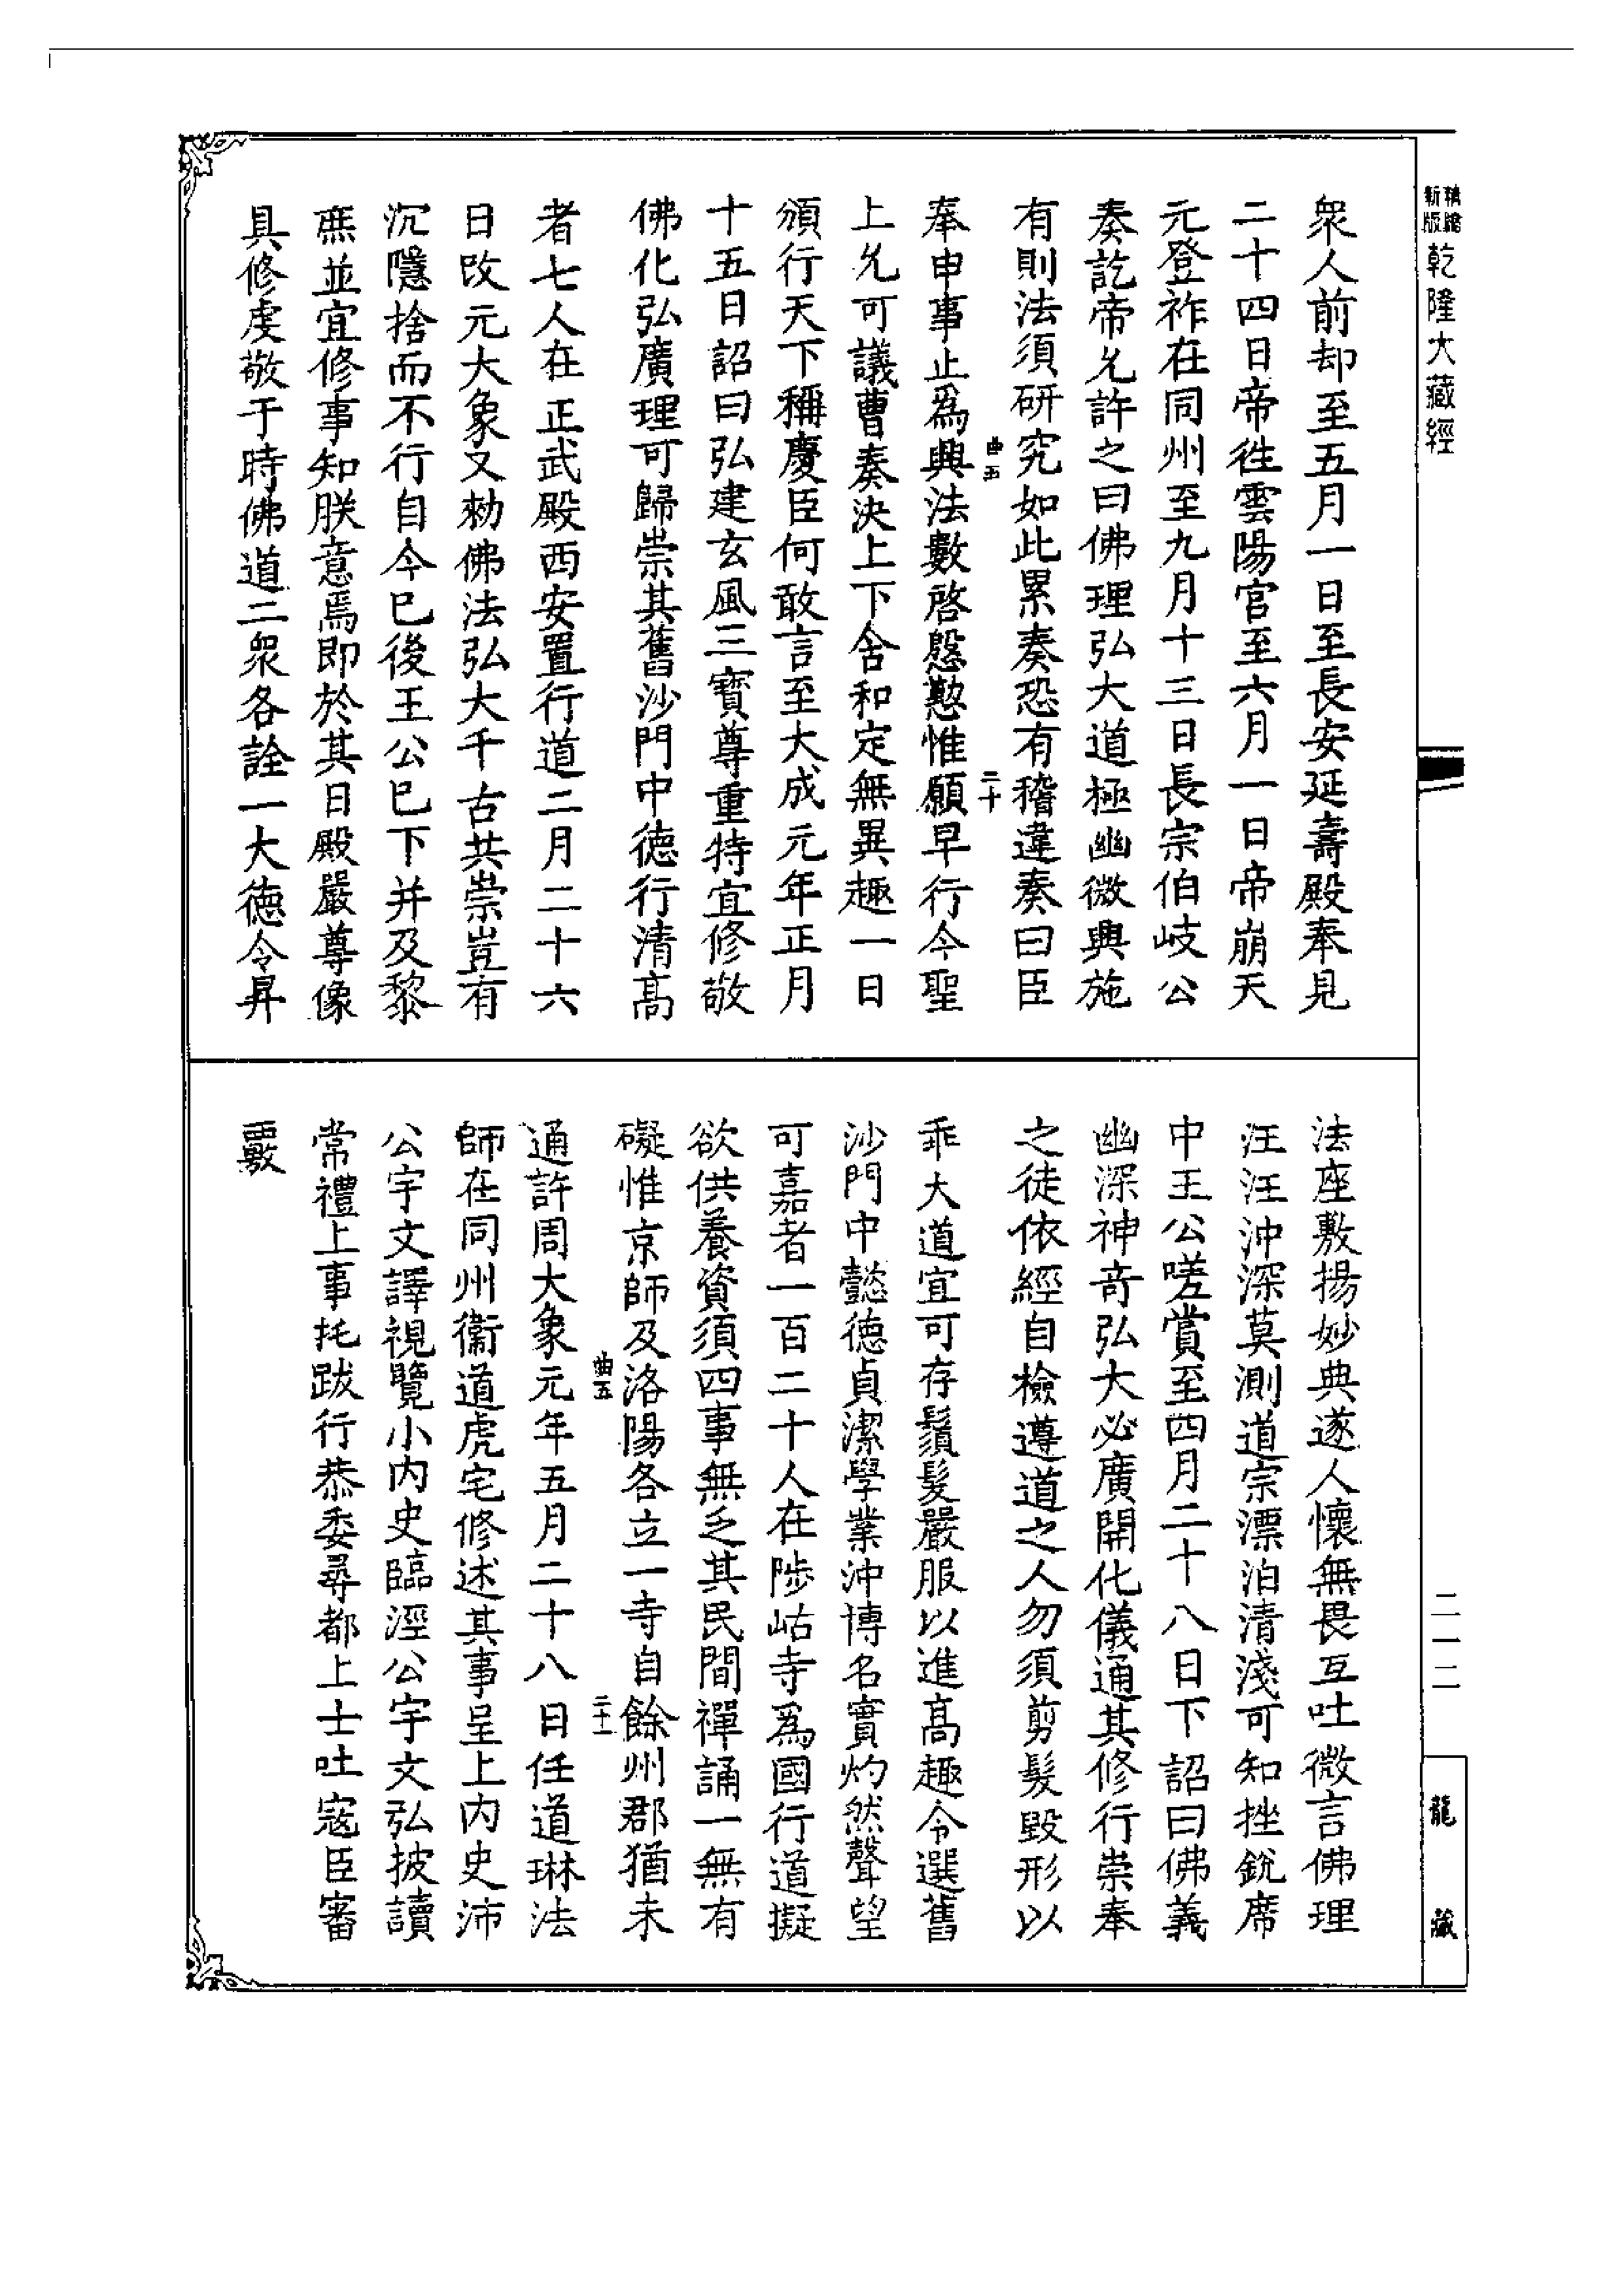 精繕
新版
乾隆大藏經
衆人前却至五月一日至長安延壽殿奉見
二十四日帝往雲陽宮至六月一日帝崩天
元登祚在同州至九月十三日長宗伯岐公
奏訖帝允許之曰佛理弘大道極幽微興施
有則法須研究如此累奏恐有稽違奏曰臣
曲五
二十
奉申事止爲興法數啓慇懃惟願早行今聖
上允可議曹奏決上下含和定無異趣一日
頒行天下稱慶臣何敢言至大成元年正月
十五日詔曰弘建玄風三寶尊重特宜修敬
佛化弘廣理可歸崇其舊沙門中德行清高
者七人在正武殿西安置行道二月二十六
日改元大象又勅佛法弘大千古共崇豈有
沉隱捨而不行自今已後王公已下并及黎
庶並宜修事知朕意焉即於其日殿嚴尊像
具修虔敬于時佛道二衆各詮一大德令昇
法座敷揚妙典遂人懷無畏互吐微言佛理
汪汪沖深莫測道宗漂泊清淺可知挫銳席
中王公嗟賞至四月二十八日下詔曰佛義
幽深神奇弘大必廣開化儀通其修行崇奉
之徒依經自檢遵道之人勿須剪髮毀形以
乖大道宜可存鬚髮嚴服以進高趣令選舊
沙門中懿德貞潔學業沖博名實灼然聲望
可嘉者一百二十人在陟岵寺爲國行道擬
欲供養資須四事無乏其民間禪誦一無有
礙惟京師及洛陽各立一寺自餘州郡猶未
曲五
二十一
通許周大象元年五月二十八日任道琳法
師在同州衞道虎宅修述其事呈上內史沛
公宇文譯視覽小內史臨涇公宇文弘披讀
常禮上事拓跋行恭委尋都上士吐寇臣審
覈
二一二
龍藏